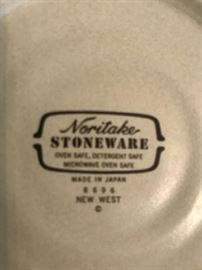 Noritake
STONEWARE
OVEN SAFE, DETERGENT SAFE
MICROWAVE OVEN SAFE
MADE IN JAPAN
8696
NEW WEST
©